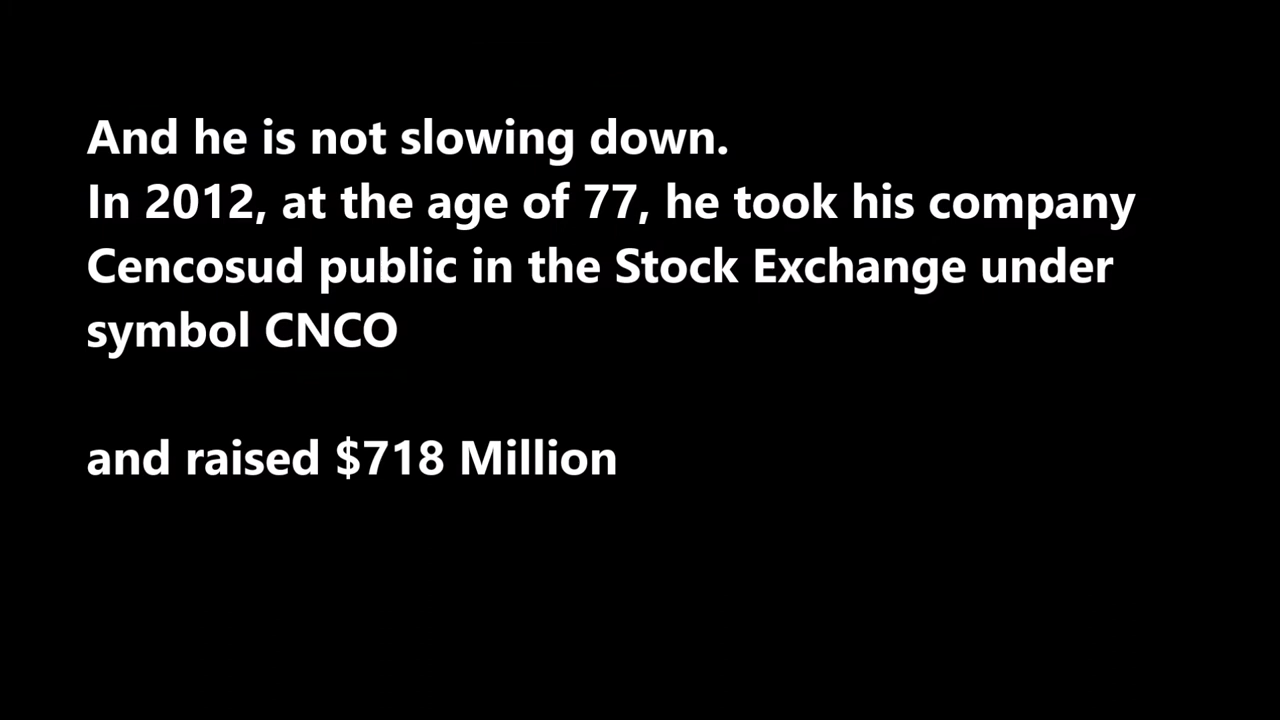 And he is not slowing down.
In 2012, at the age of 77, he took his company
Cencosud public in the Stock Exchange under
symbol CNCO
and raised $718 Million